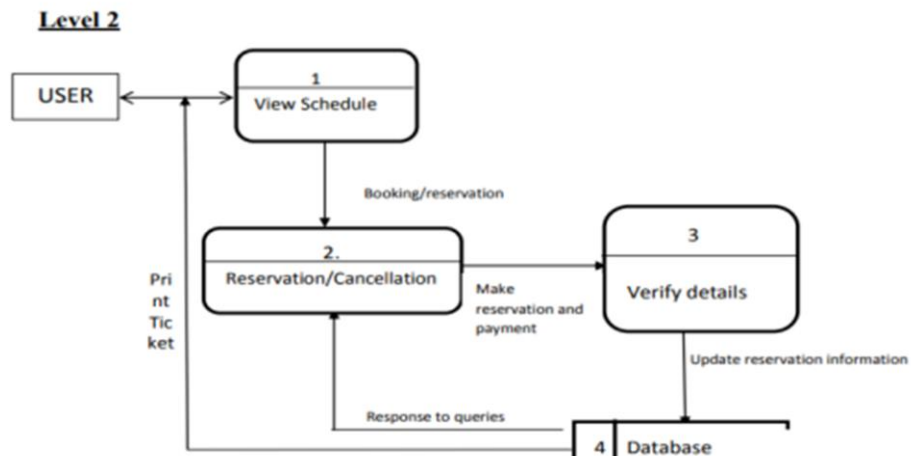 Level 2
USER
1
View Schedule
Booking/reservation
2.
Reservation/Cancellation
3
Verify details
Make
reservation and
payment
Pri
nt
Tic
ket
Update reservation information
Response to queries
4 Database